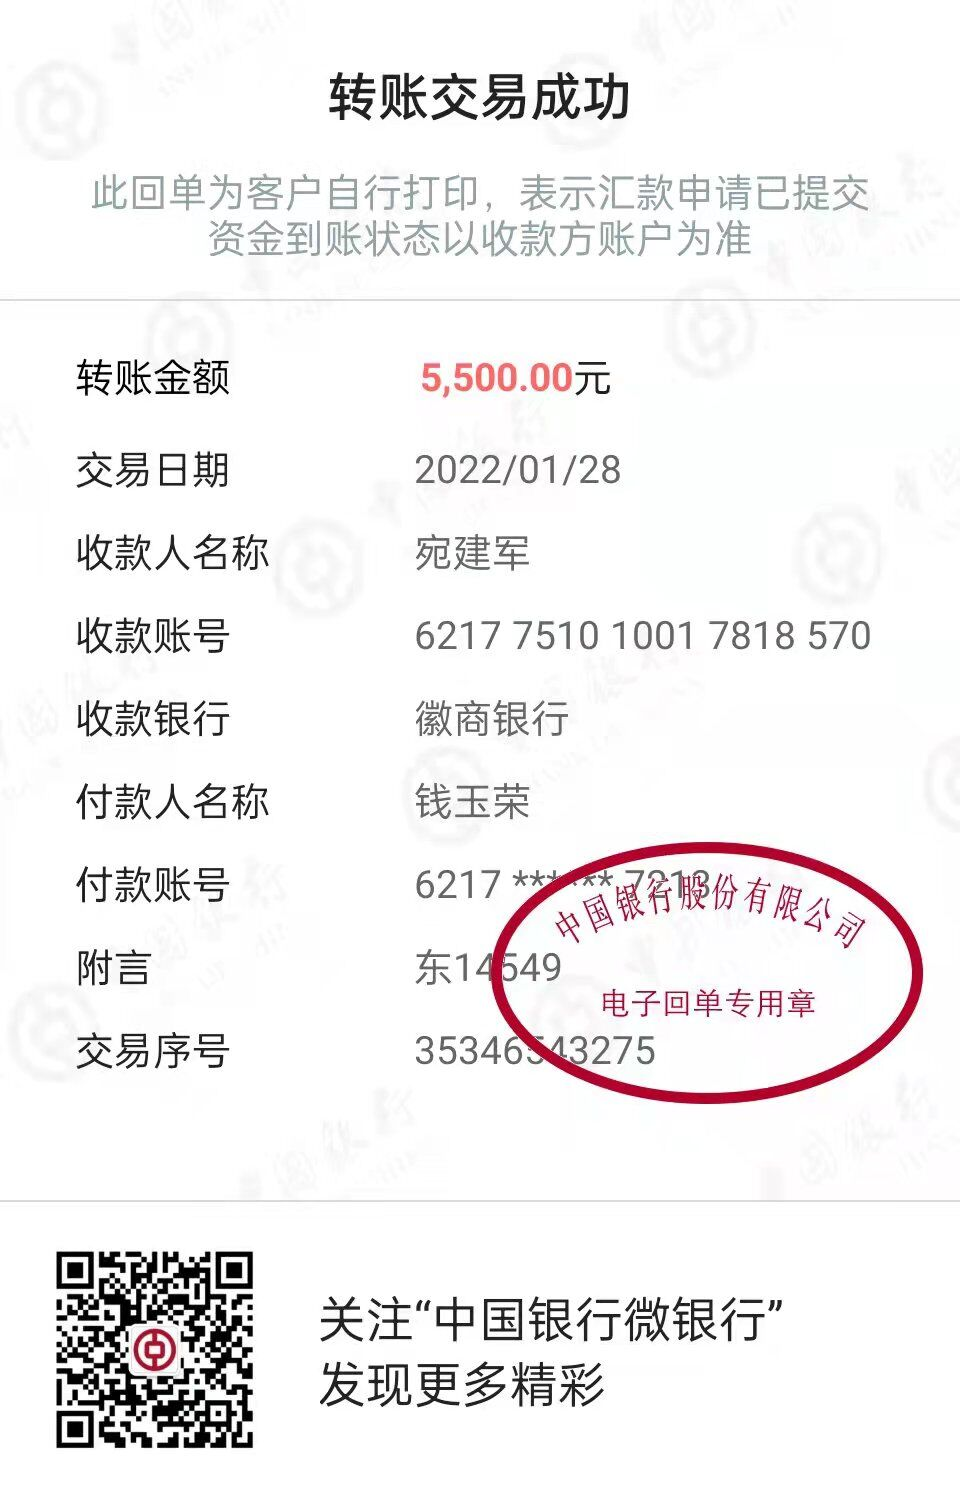 转账交易成功
此回单为客户自行打印，表示汇款申请已提交
资金到账状态以收款方账户为准
转账金额 5,500.00元
交易日期 2022/01/28
收款人名称 宛建军
收款账号 6217 7510 1001 7818 570
收款银行 徽商银行
付款人名称 钱玉荣
付款账号 6217 ****** 7213
中国银行股份有限公司
附言 东14549
电子回单专用章
交易序号 35346543275
关注“中国银行微银行”
发现更多精彩